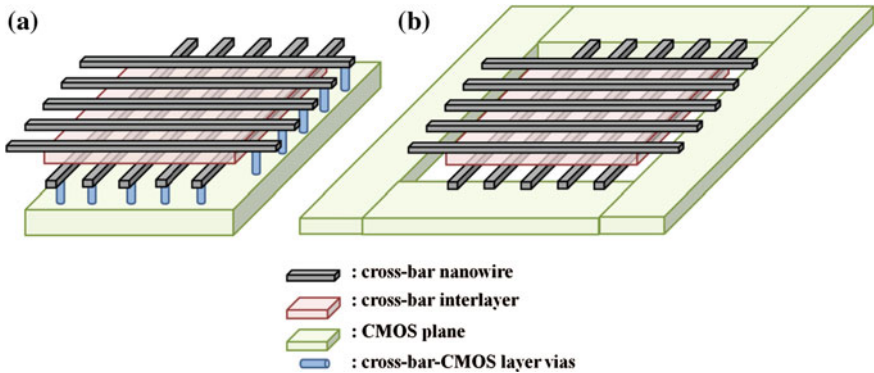 (a)
(b)
: cross-bar nanowire
: cross-bar interlayer
: CMOS plane
: cross-bar-CMOS layer vias